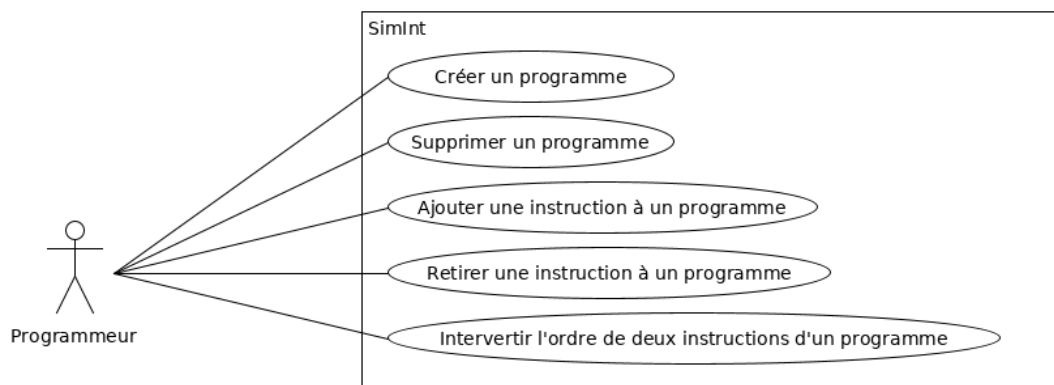 SimInt
Créer un programme
Supprimer un programme
Ajouter une instruction à un programme
Retirer une instruction à un programme
Intervertir l'ordre de deux instructions d'un programme
Programmeur